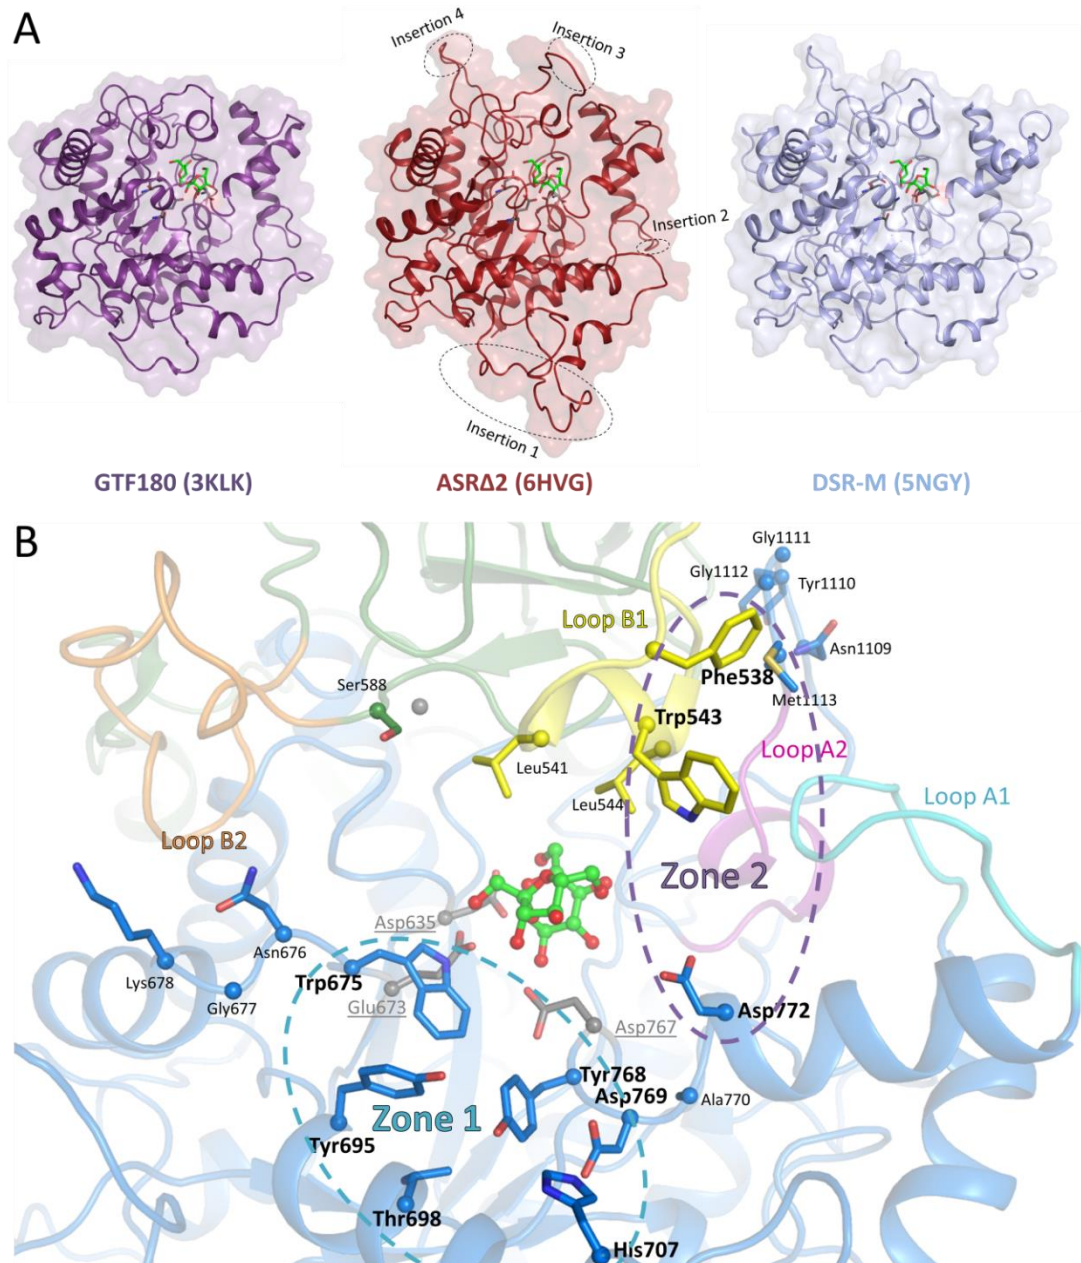 A
Insertion 4
Insertion 3
Insertion 2
Insertion 1
GTF180 (3KLK)
ASRΔ2 (6HVG)
DSR-M (5NGY)
B
Gly1111
Gly1112
Tyr1110
Loop B1
Asn1109
Phe538
Ser588
Met1113
Trp543
Loop A2
Leu541
Leu544
Loop A1
Loop B2
Zone 2
Asp635
Asn676
Lys678
Trp675
Glu673
Gly677
Asp772
Asp767
Tyr768
Asp769
Ala770
Zone 1
Tyr695
Thr698
His707